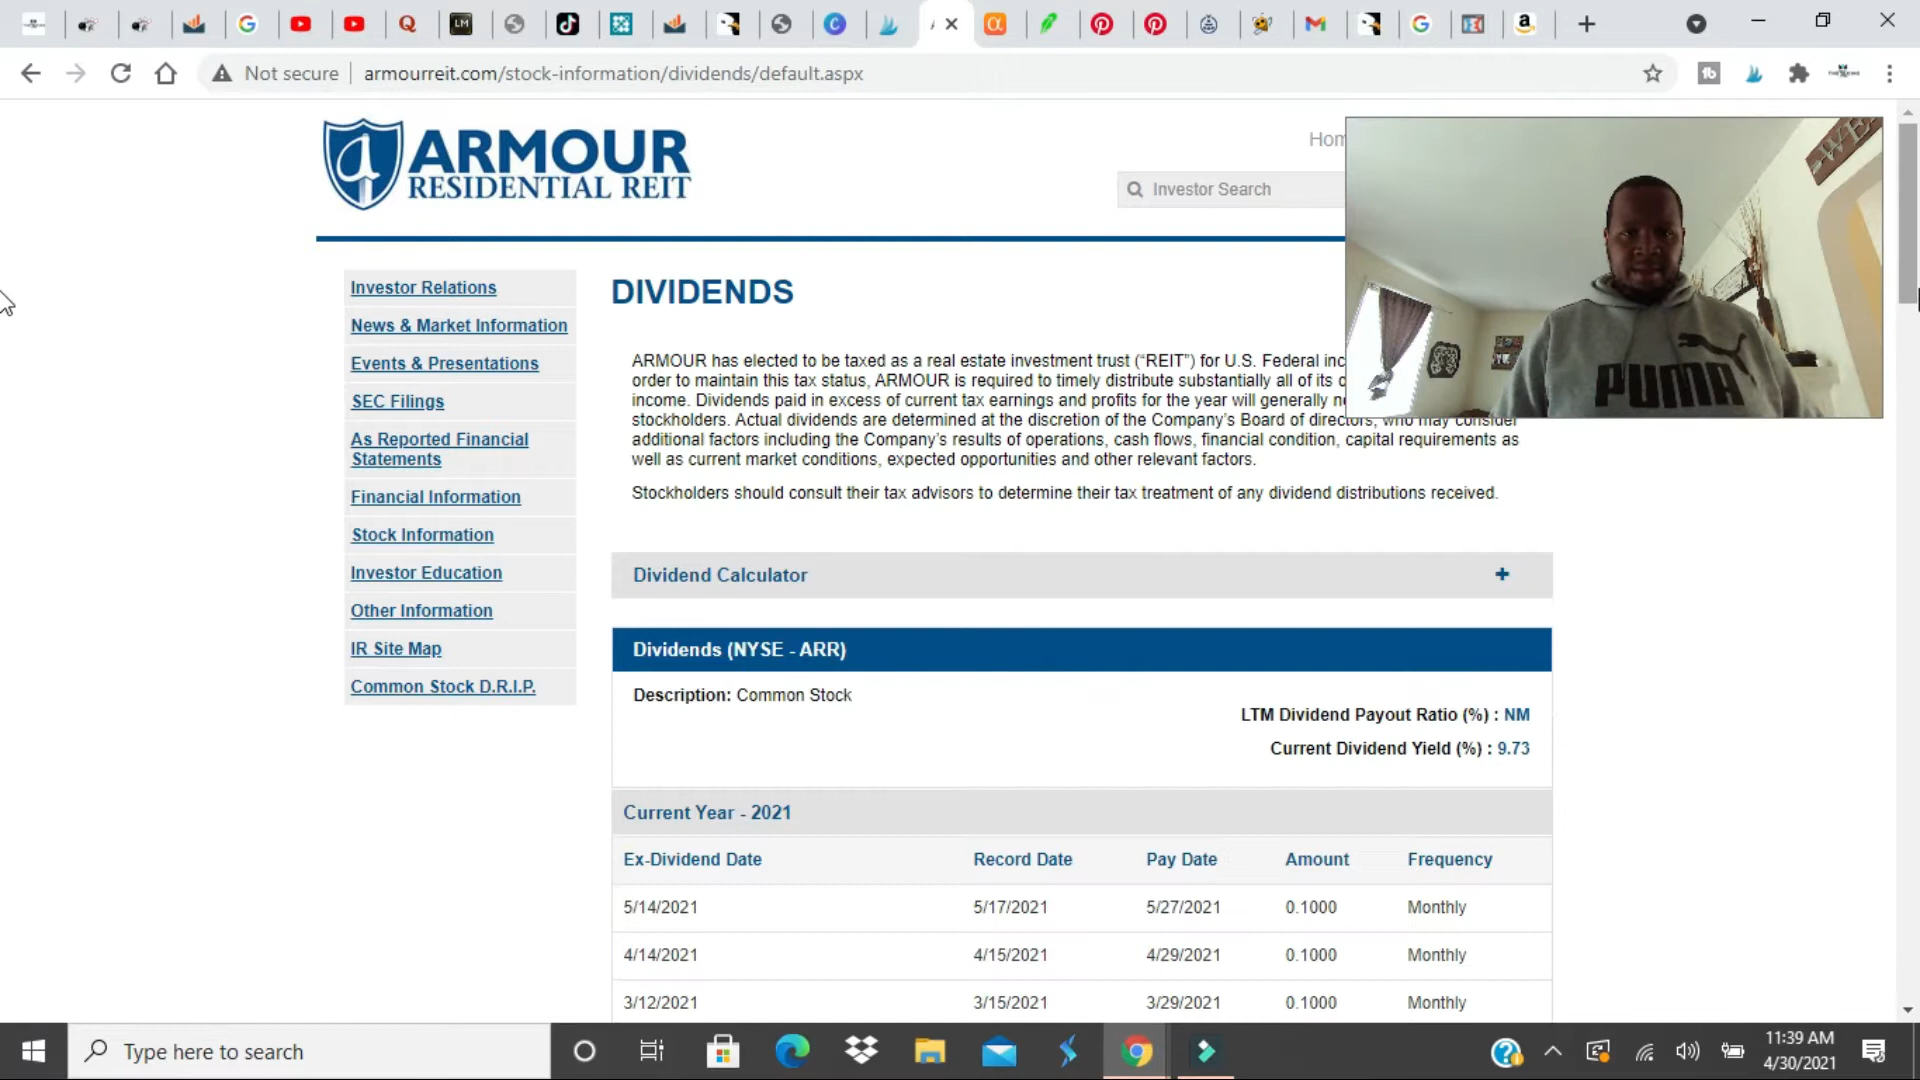 Not secure
armourreit.com/stock-information/dividends/default.aspx
ARMOUR
RESIDENTIAL REIT
Investor Search
Investor Relations
News & Market Information
Events & Presentations
SEC Filings
As Reported Financial
Statements
Financial Information
Stock Information
Investor Education
Other Information
IR Site Map
Common Stock D.R.I.P.
DIVIDENDS
ARMOUR has elected to be taxed as a real estate investment trust (“REIT”) for U.S. Federal
order to maintain this tax status, ARMOUR is required to timely distribute substantially all of its
income. Dividends paid in excess of current tax earnings and profits for the year will generally
stockholders. Actual dividends are determined at the discretion of the Company’s Board of directors, who may consider
additional factors including the Company’s results of operations, cash flows, financial condition, capital requirements as
well as current market conditions, expected opportunities and other relevant factors.
Stockholders should consult their tax advisors to determine their tax treatment of any dividend distributions received.
Dividend Calculator +
Dividends (NYSE - ARR)
Description: Common Stock
LTM Dividend Payout Ratio (%) : NM
Current Dividend Yield (%) : 9.73
Current Year - 2021
Ex-Dividend Date Record Date Pay Date Amount Frequency
5/14/2021 5/17/2021 5/27/2021 0.1000 Monthly
4/14/2021 4/15/2021 4/29/2021 0.1000 Monthly
3/12/2021 3/15/2021 3/29/2021 0.1000 Monthly
PUMA
Type here to search
11:39 AM
4/30/2021